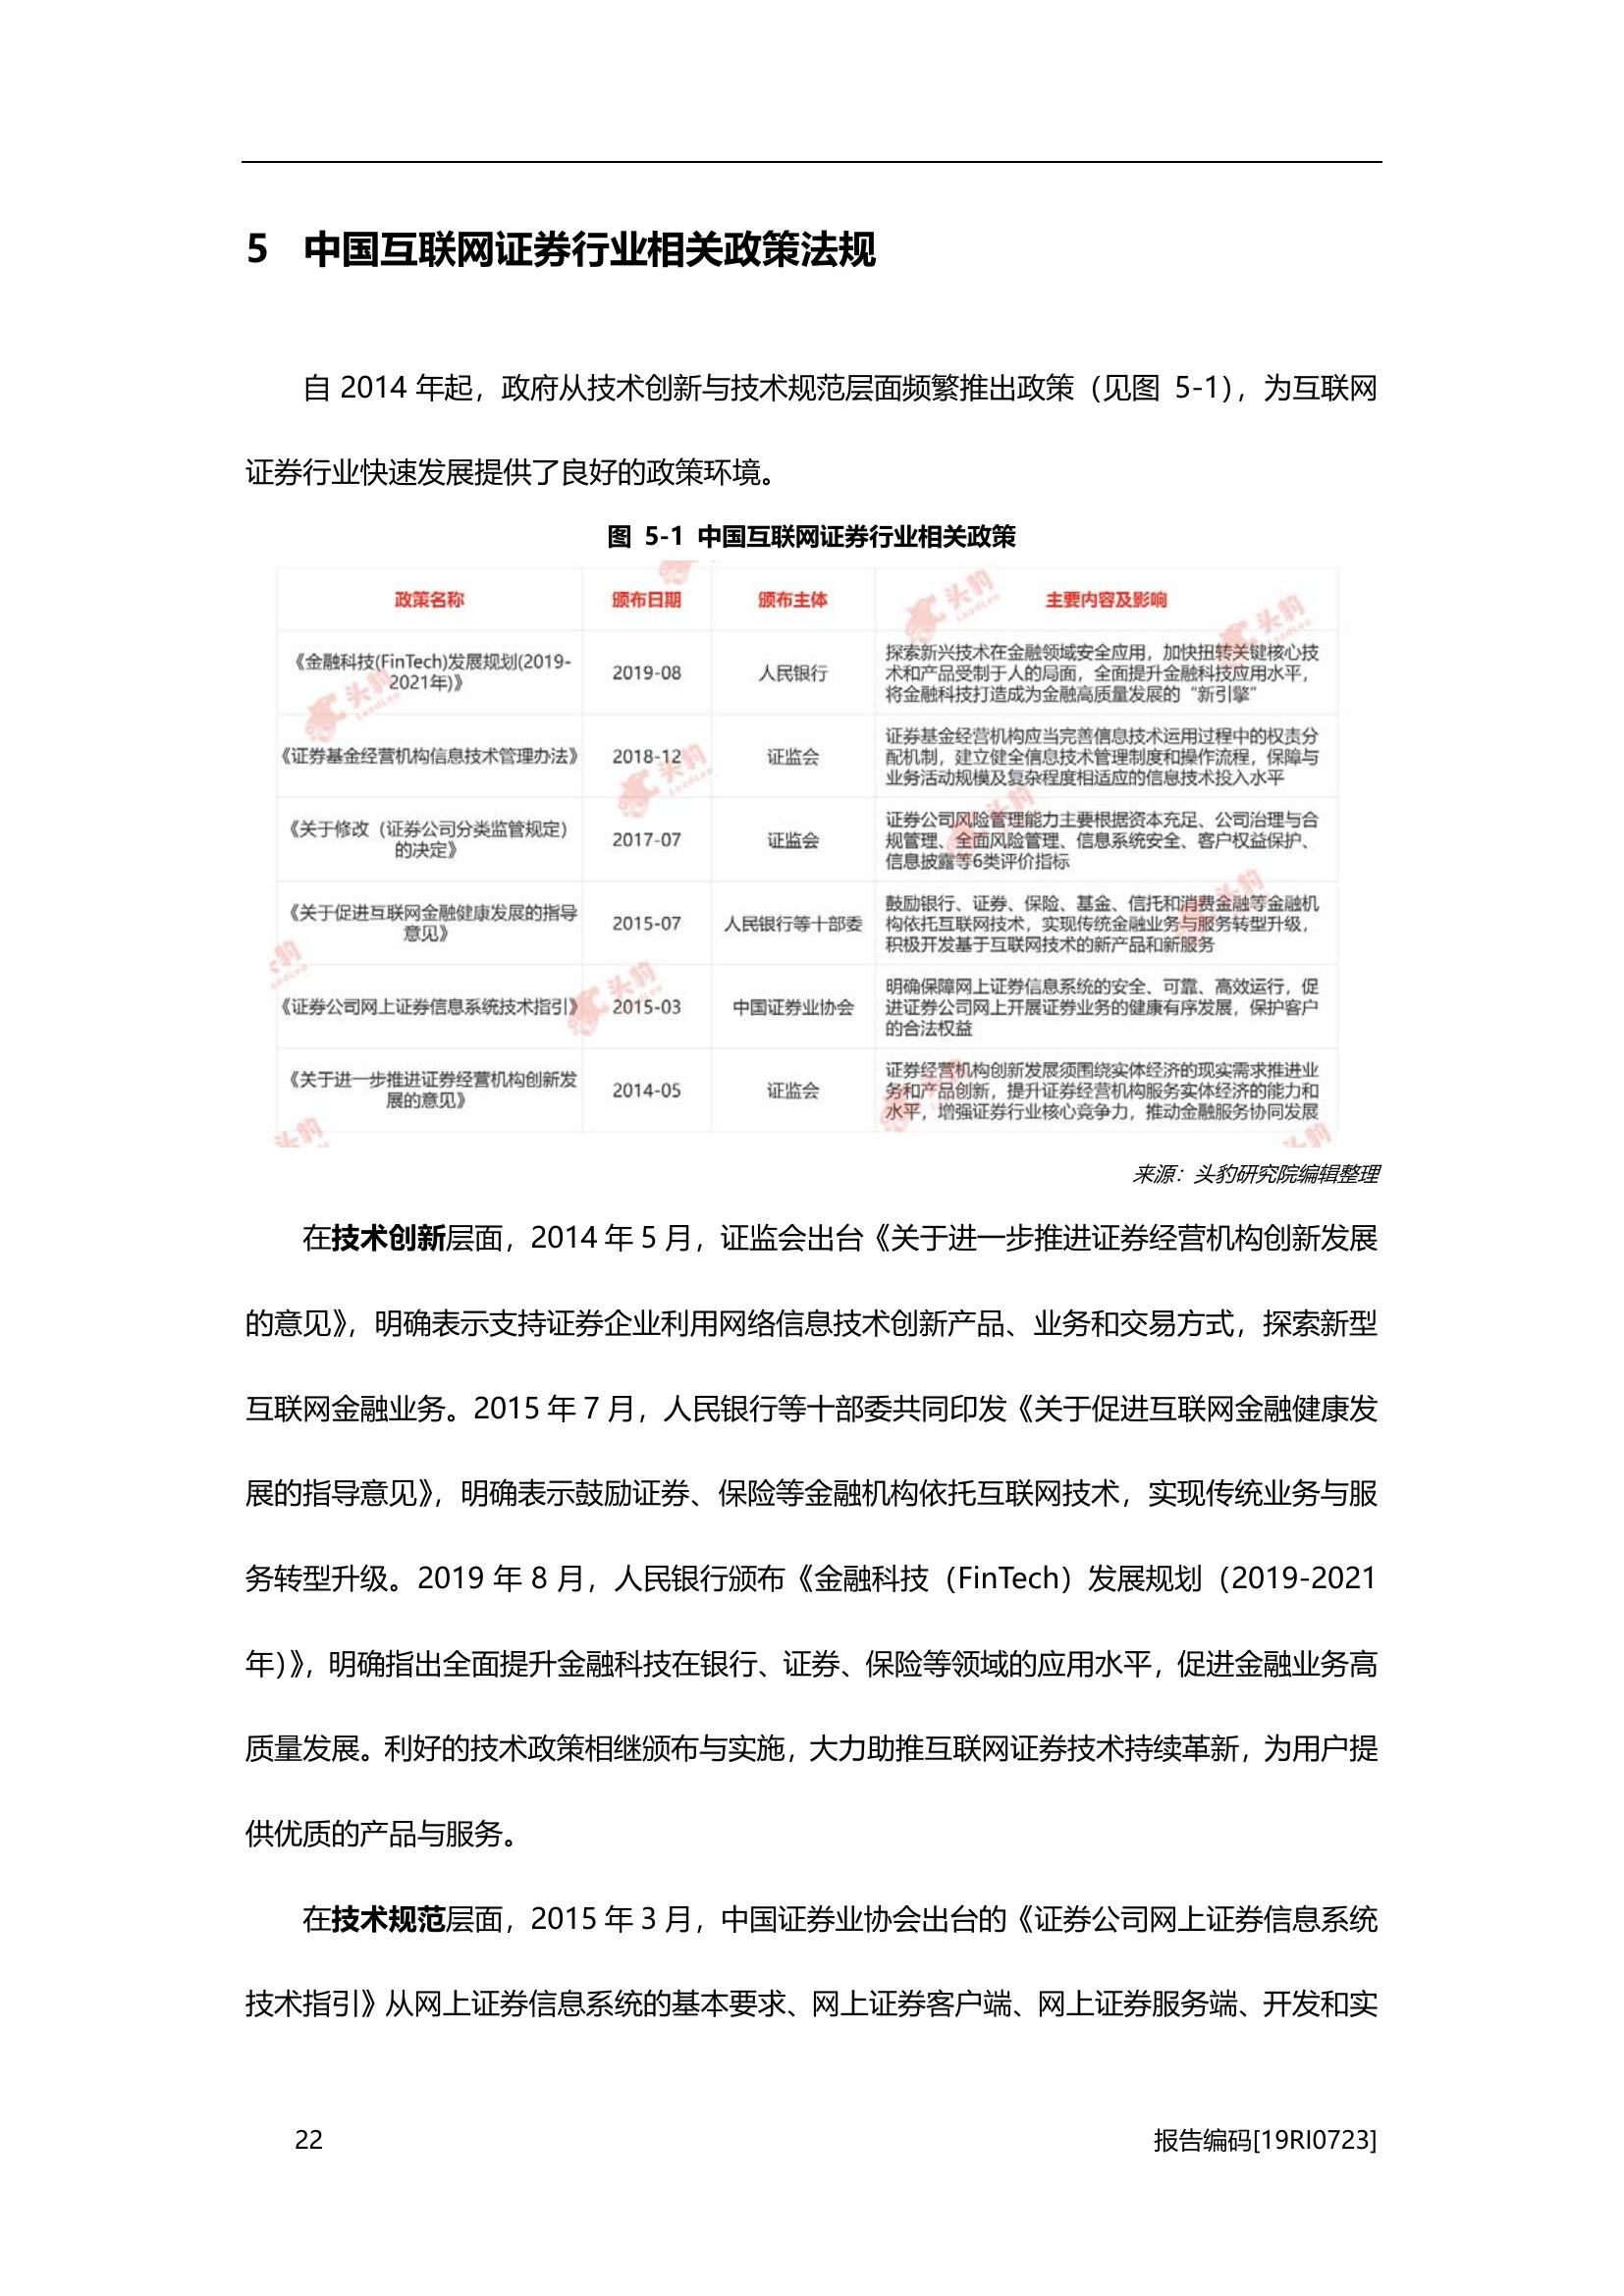 5 中国互联网证券行业相关政策法规
自 2014 年起，政府从技术创新与技术规范层面频繁推出政策（见图 5-1），为互联网
证券行业快速发展提供了良好的政策环境。
图 5-1 中国互联网证券行业相关政策
政策名称 颁布日期 颁布主体 主要内容及影响
《金融科技(FinTech)发展规划(2019-
2021年)》
2019-08
人民银行
探索新兴技术在金融领域安全应用，加快扭转关键核心技
术和产品受制于人的局面，全面提升金融科技应用水平，
将金融科技打造成为金融高质量发展的“新引擎”
《证券基金经营机构信息技术管理办法》
2018-12
证监会
证券基金经营机构应当完善信息技术运用过程中的权责分
配机制，建立健全信息技术管理制度和操作流程，保障与
业务活动规模及复杂程度相适应的信息技术投入水平
《关于修改（证券公司分类监管规定）
的决定》
2017-07
证监会
证券公司风险管理能力主要根据资本充足、公司治理与合
规管理、全面风险管理、信息系统安全、客户权益保护、
信息披露等6类评价指标
《关于促进互联网金融健康发展的指导
意见》
2015-07
人民银行等十部委
鼓励银行、证券、保险、基金、信托和消费金融等金融机
构依托互联网技术，实现传统金融业务与服务转型升级，
积极开发基于互联网技术的新产品和新服务
《证券公司网上证券信息系统技术指引》
2015-03
中国证券业协会
明确保障网上证券信息系统的安全、可靠、高效运行，促
进证券公司网上开展证券业务的健康有序发展，保护客户
的合法权益
《关于进一步推进证券经营机构创新发
展的意见》
2014-05
证监会
证券经营机构创新发展须围绕实体经济的现实需求推进业
务和产品创新，提升证券经营机构服务实体经济的能力和
水平，增强证券行业核心竞争力，推动金融服务协同发展
来源：头豹研究院编辑整理
在技术创新层面，2014 年 5 月，证监会出台《关于进一步推进证券经营机构创新发展
的意见》，明确表示支持证券企业利用网络信息技术创新产品、业务和交易方式，探索新型
互联网金融业务。2015 年 7 月，人民银行等十部委共同印发《关于促进互联网金融健康发
展的指导意见》，明确表示鼓励证券、保险等金融机构依托互联网技术，实现传统业务与服
务转型升级。2019 年 8 月，人民银行颁布《金融科技（FinTech）发展规划（2019-2021
年）》，明确指出全面提升金融科技在银行、证券、保险等领域的应用水平，促进金融业务高
质量发展。利好的技术政策相继颁布与实施，大力助推互联网证券技术持续革新，为用户提
供优质的产品与服务。
在技术规范层面，2015 年 3 月，中国证券业协会出台的《证券公司网上证券信息系统
技术指引》从网上证券信息系统的基本要求、网上证券客户端、网上证券服务端、开发和实
22 报告编码[19RI0723]